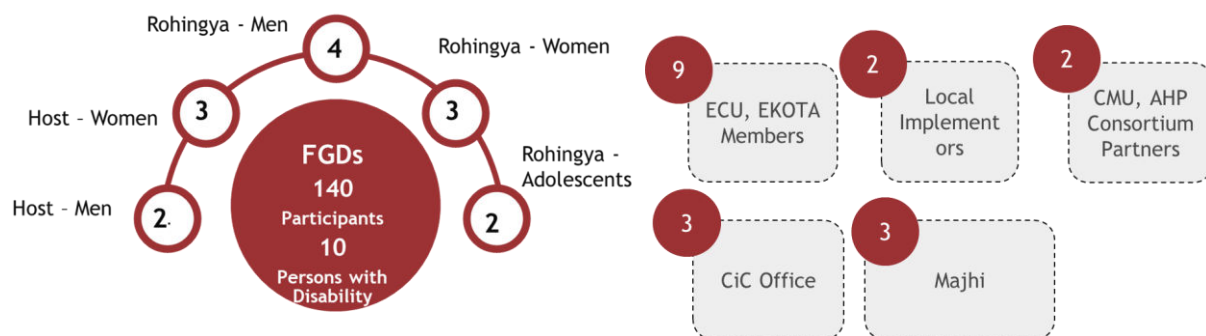 Rohingya - Men
4
Rohingya - Women
3
Host - Women
3
Rohingya -
Adolescents
2
Host - Men
2.
FGDs
140
Participants
10
Persons with
Disability
9
ECU, EKOTA
Members
2
Local
Implement
ors
2
CMU, AHP
Consortium
Partners
3
CiC Office
3
Majhi